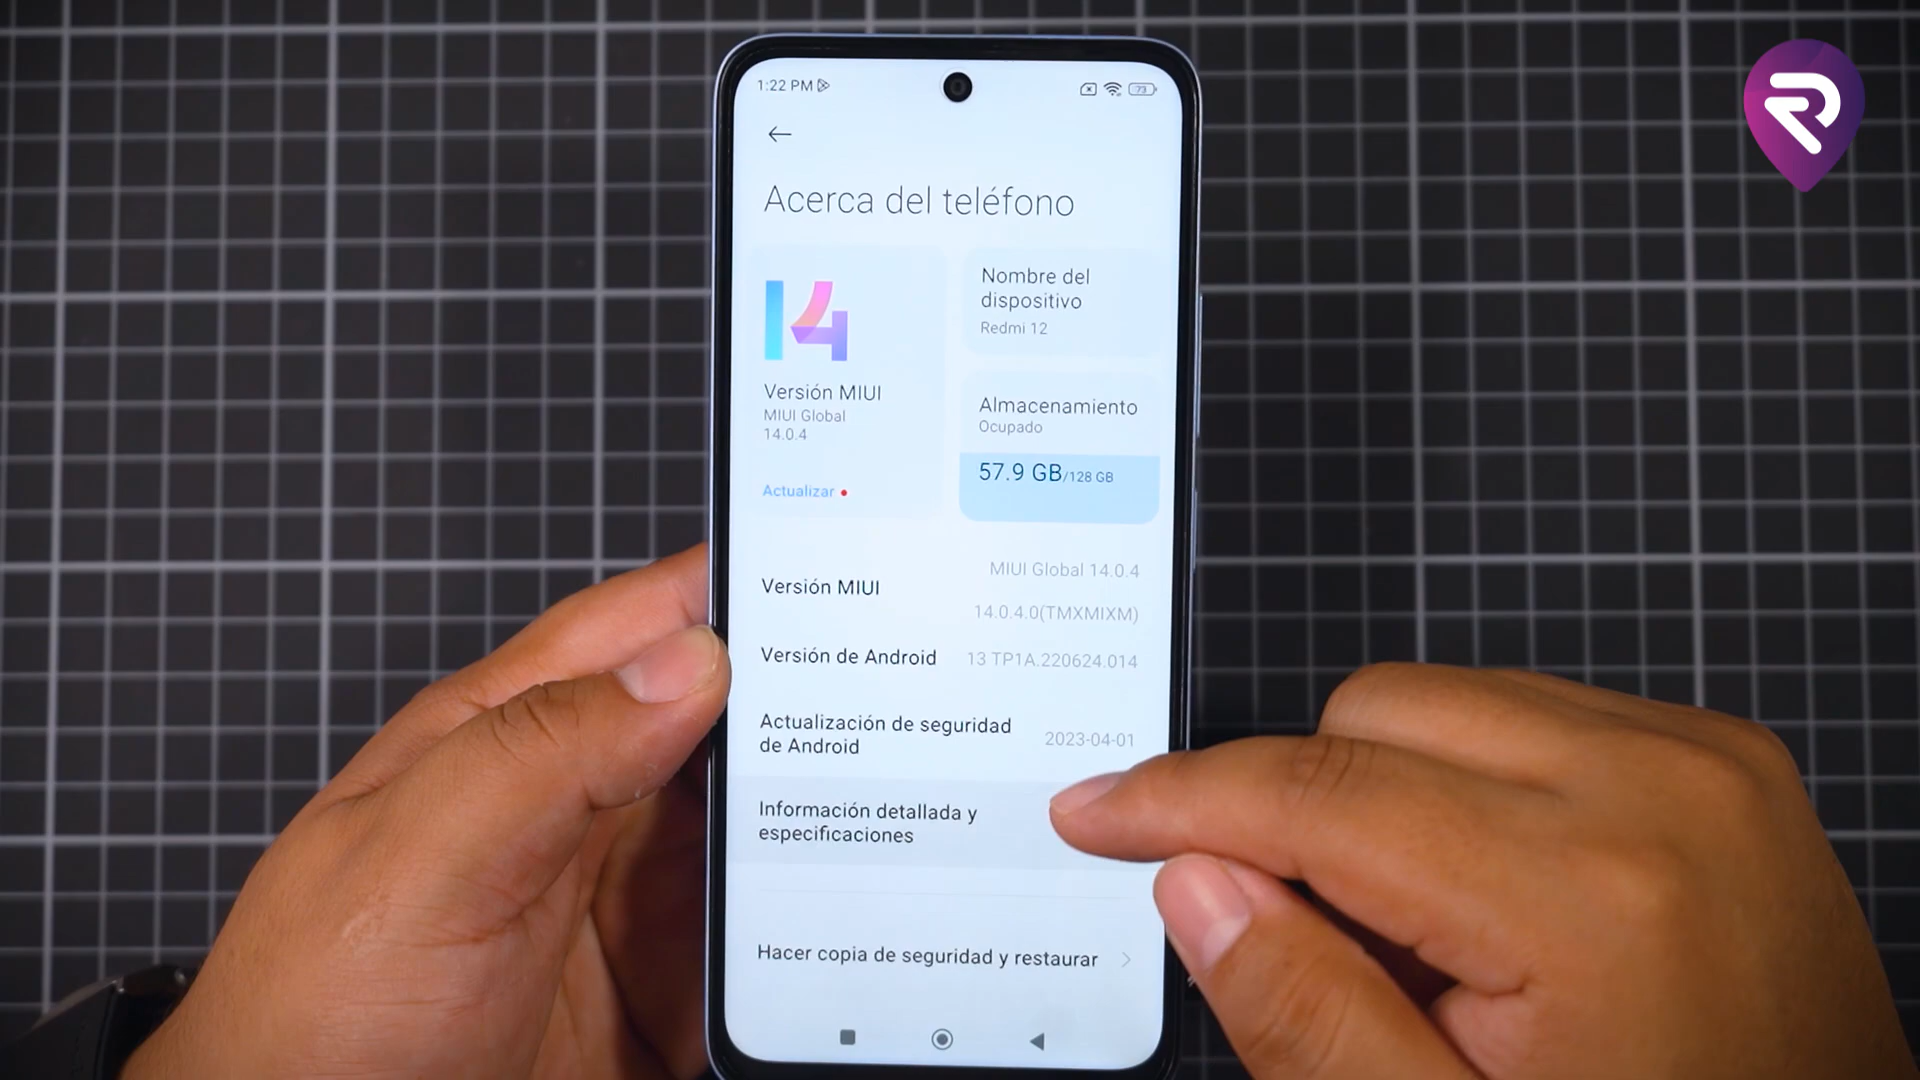 1:22 PM
73
Acerca del teléfono
14
Versión MIUI
MIUI Global
14.0.4
Actualizar
Nombre del
dispositivo
Redmi 12
Almacenamiento
Ocupado
57.9 GB/128 GB
Versión MIUI
MIUI Global 14.0.4
14.0.4.0(TMXMIXM)
Versión de Android
13 TP1A.220624.014
Actualización de seguridad
de Android
2023-04-01
Información detallada y
especificaciones
Hacer copia de seguridad y restaurar
R